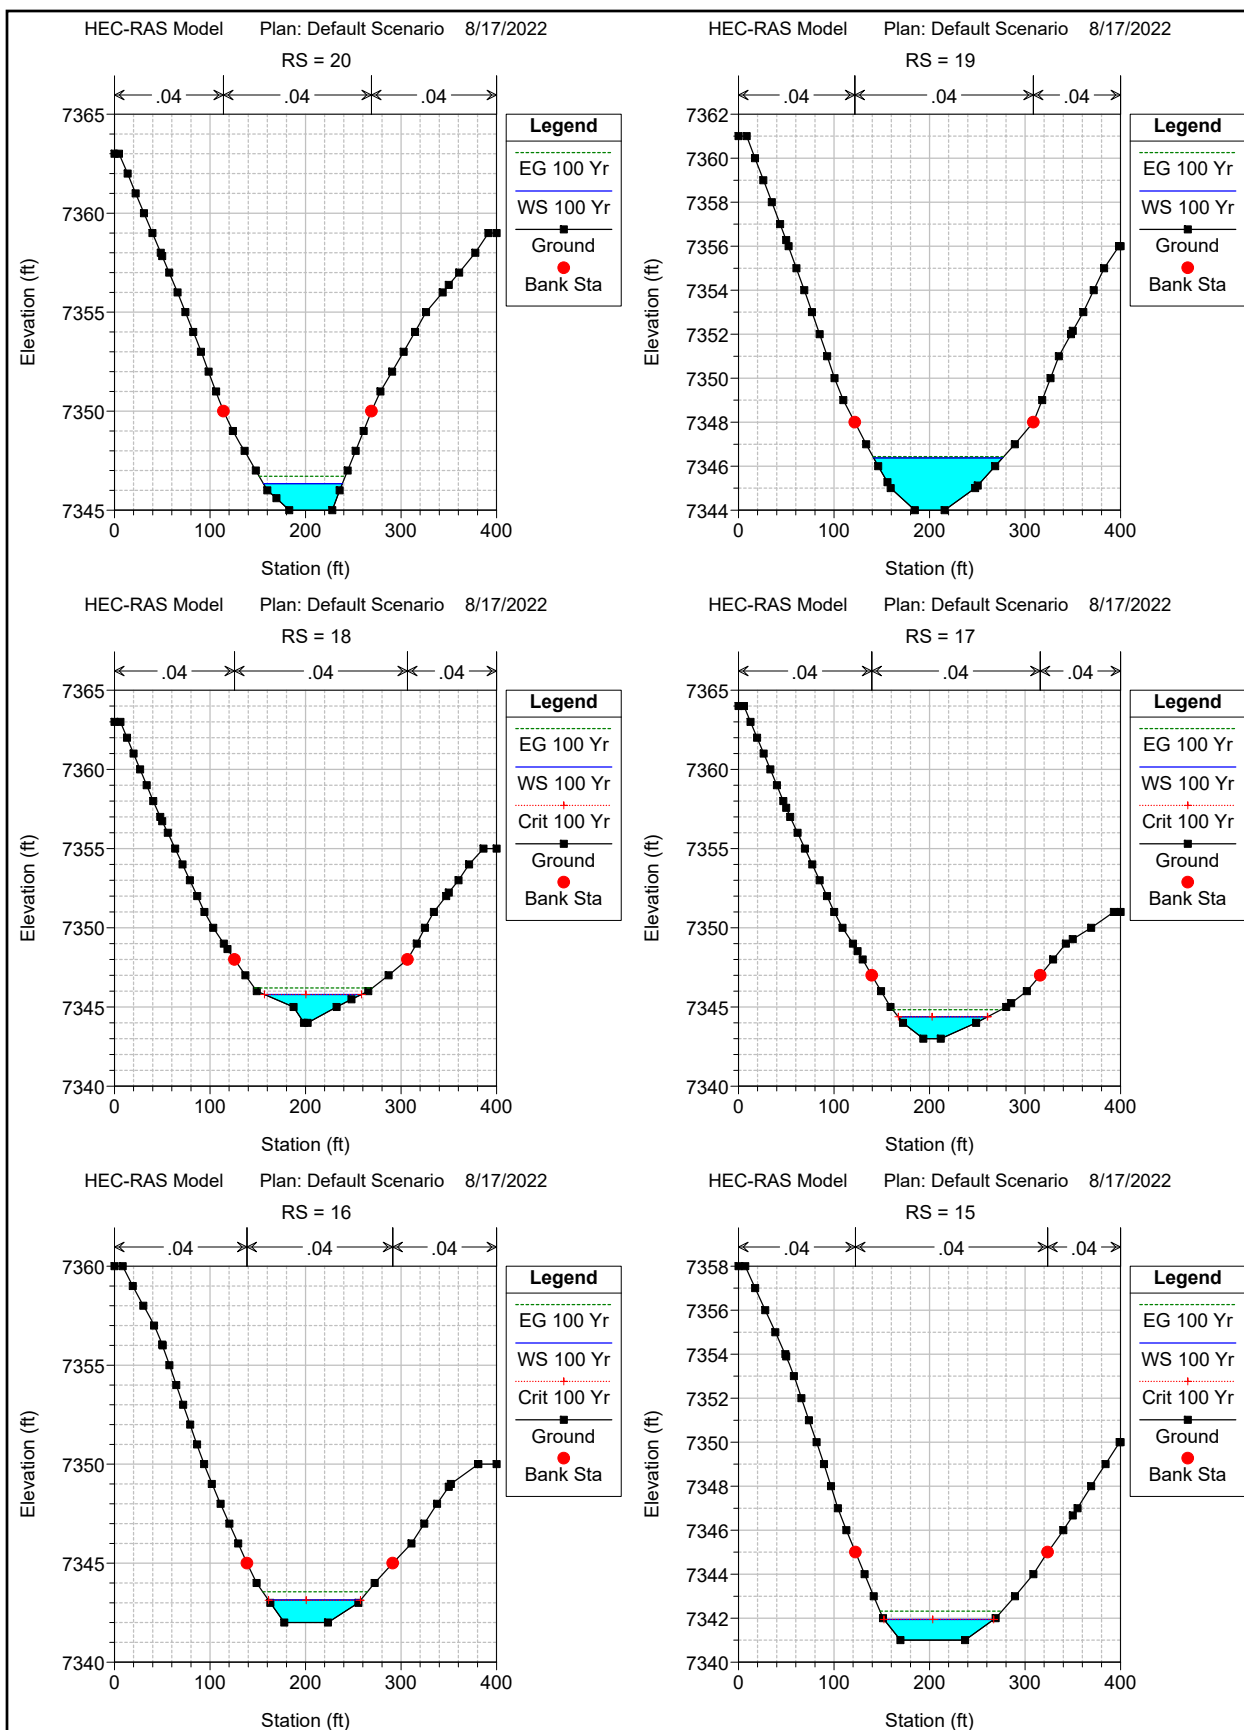 HEC-RAS Model Plan: Default Scenario 8/17/2022
RS = 20
.04 .04 .04
7365
7360
7355
7350
7345
Elevation (ft)
0 100 200 300 400
Station (ft)
Legend
EG 100 Yr
WS 100 Yr
Ground
Bank Sta
HEC-RAS Model Plan: Default Scenario 8/17/2022
RS = 19
.04 .04 .04
7362
7360
7358
7356
7354
7352
7350
7348
7346
7344
Elevation (ft)
0 100 200 300 400
Station (ft)
Legend
EG 100 Yr
WS 100 Yr
Ground
Bank Sta
HEC-RAS Model Plan: Default Scenario 8/17/2022
RS = 18
.04 .04 .04
7365
7360
7355
7350
7345
7340
Elevation (ft)
0 100 200 300 400
Station (ft)
Legend
EG 100 Yr
WS 100 Yr
Crit 100 Yr
Ground
Bank Sta
HEC-RAS Model Plan: Default Scenario 8/17/2022
RS = 17
.04 .04 .04
7365
7360
7355
7350
7345
7340
Elevation (ft)
0 100 200 300 400
Station (ft)
Legend
EG 100 Yr
WS 100 Yr
Crit 100 Yr
Ground
Bank Sta
HEC-RAS Model Plan: Default Scenario 8/17/2022
RS = 16
.04 .04 .04
7360
7355
7350
7345
7340
Elevation (ft)
0 100 200 300 400
Station (ft)
Legend
EG 100 Yr
WS 100 Yr
Crit 100 Yr
Ground
Bank Sta
HEC-RAS Model Plan: Default Scenario 8/17/2022
RS = 15
.04 .04 .04
7358
7356
7354
7352
7350
7348
7346
7344
7342
7340
Elevation (ft)
0 100 200 300 400
Station (ft)
Legend
EG 100 Yr
WS 100 Yr
Crit 100 Yr
Ground
Bank Sta